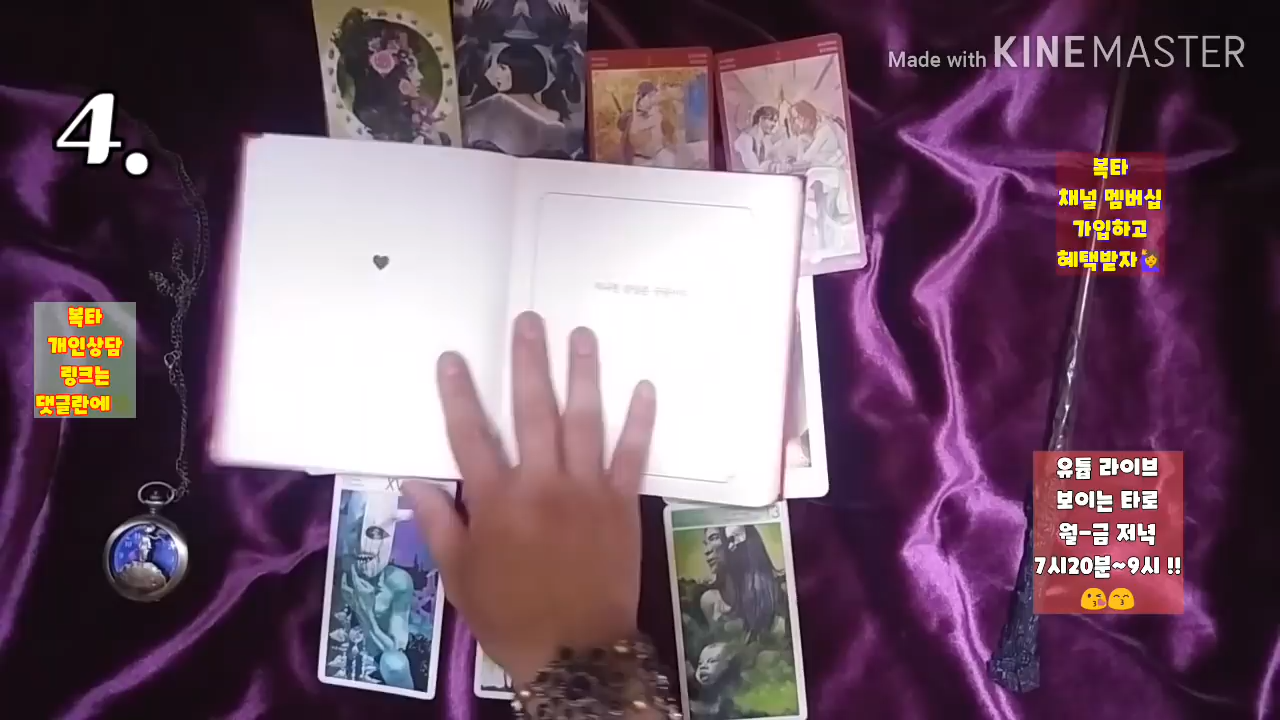 Made with KINEMASTER
4.
복타
채널 멤버십
가입하고
혜택받자🙋
복타
개인상담
링크는
댓글란에
유튭 라이브
보이는 타로
월-금 저녁
7시20분~9시 !!
😘😙